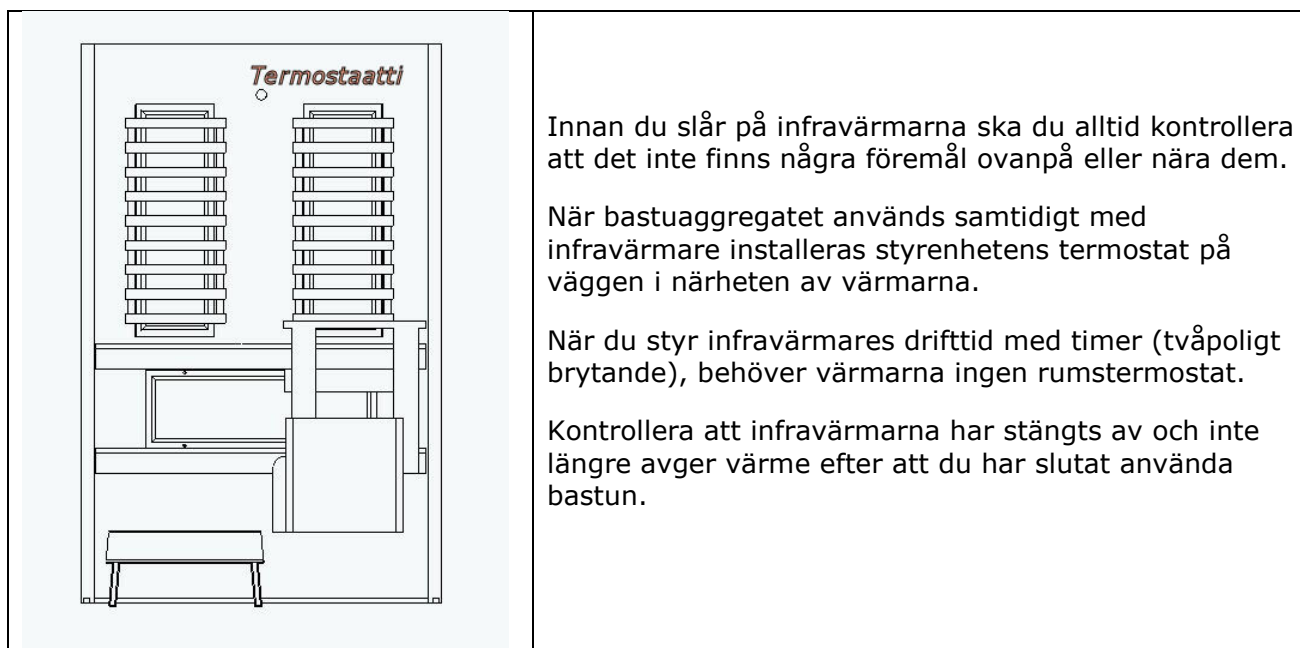 Termostaatti
Innan du slår på infravärmarna ska du alltid kontrollera
att det inte finns några föremål ovanpå eller nära dem.
När bastuaggregatet används samtidigt med
infravärmare installeras styrenhetens termostat på
väggen i närheten av värmarna.
När du styr infravärmares drifttid med timer (tvåpoligt
brytande), behöver värmarna ingen rumstermostat.
Kontrollera att infravärmarna har stängts av och inte
längre avger värme efter att du har slutat använda
bastun.